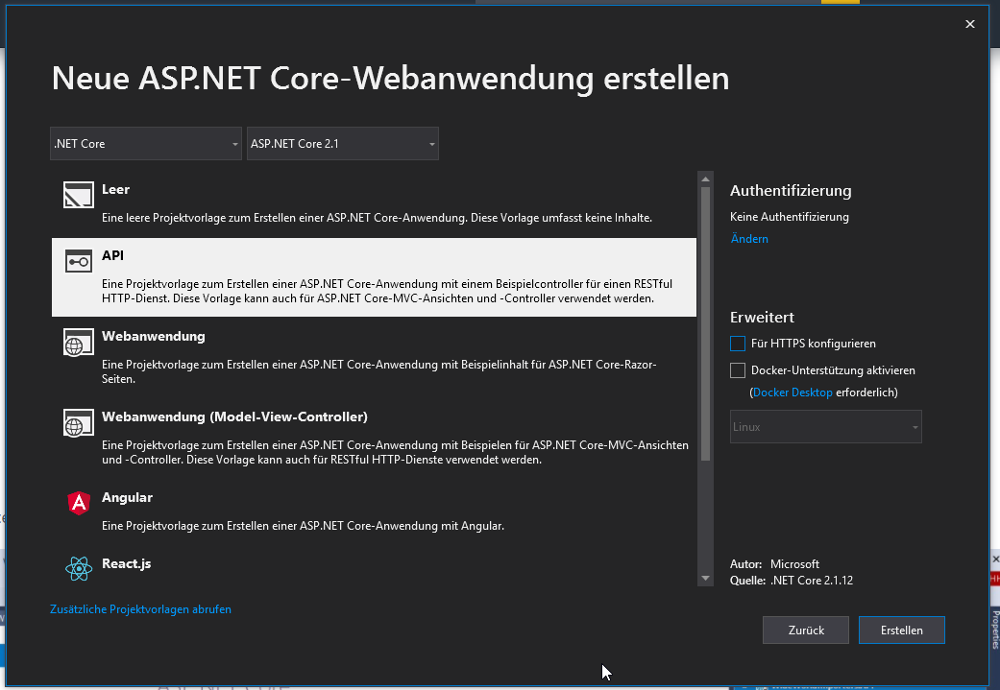 Neue ASP.NET Core-Webanwendung erstellen
.NET Core
ASP.NET Core 2.1
Leer
Eine leere Projektvorlage zum Erstellen einer ASP.NET Core-Anwendung. Diese Vorlage umfasst keine Inhalte.
API
Eine Projektvorlage zum Erstellen einer ASP.NET Core-Anwendung mit einem Beispielcontroller für einen RESTful
HTTP-Dienst. Diese Vorlage kann auch für ASP.NET Core-MVC-Ansichten und -Controller verwendet werden.
Webanwendung
Eine Projektvorlage zum Erstellen einer ASP.NET Core-Anwendung mit Beispielinhalt für ASP.NET Core-Razor-
Seiten.
Webanwendung (Model-View-Controller)
Eine Projektvorlage zum Erstellen einer ASP.NET Core-Anwendung mit Beispielen für ASP.NET Core-MVC-Ansichten
und -Controller. Diese Vorlage kann auch für RESTful HTTP-Dienste verwendet werden.
Angular
Eine Projektvorlage zum Erstellen einer ASP.NET Core-Anwendung mit Angular.
React.js
Zusätzliche Projektvorlagen abrufen
Authentifizierung
Keine Authentifizierung
Ändern
Erweitert
Für HTTPS konfigurieren
Docker-Unterstützung aktivieren
(Docker Desktop erforderlich)
Linux
Autor: Microsoft
Quelle: .NET Core 2.1.12
Zurück
Erstellen
Properties